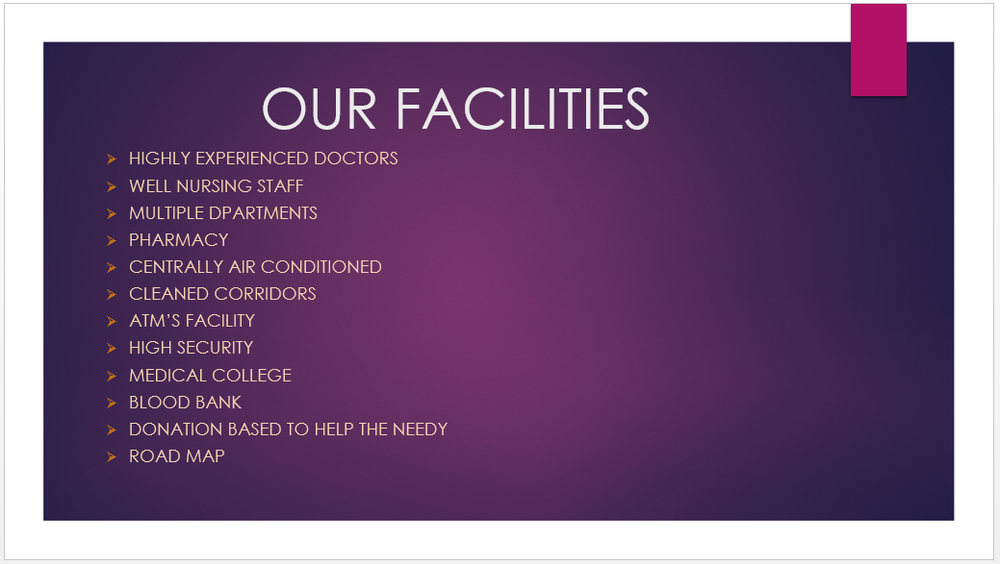 OUR FACILITIES
HIGHLY EXPERIENCED DOCTORS
WELL NURSING STAFF
MULTIPLE DPARTMENTS
PHARMACY
CENTRALLY AIR CONDITIONED
CLEANED CORRIDORS
ATM’S FACILITY
HIGH SECURITY
MEDICAL COLLEGE
BLOOD BANK
DONATION BASED TO HELP THE NEEDY
ROAD MAP